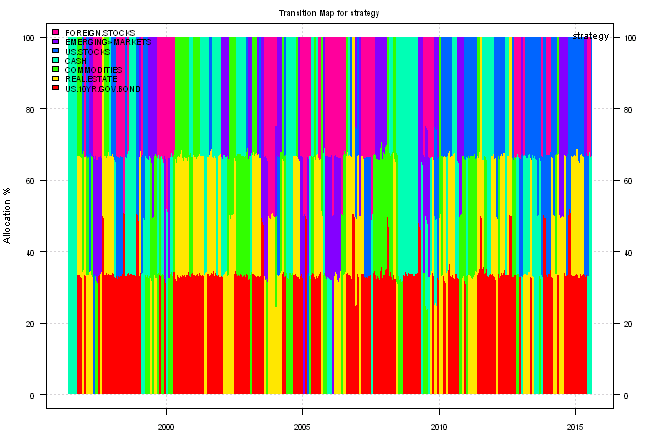 Transition Map for strategy
strategy
FOREIGN.STOCKS
EMERGING>MARKETS
US.STOCKS
CASH
COMMODITIES
REAL.ESTATE
US.10YR.GOV.BOND
Allocation %
100
80
60
40
20
0
100
80
60
40
20
0
2000 2005 2010 2015